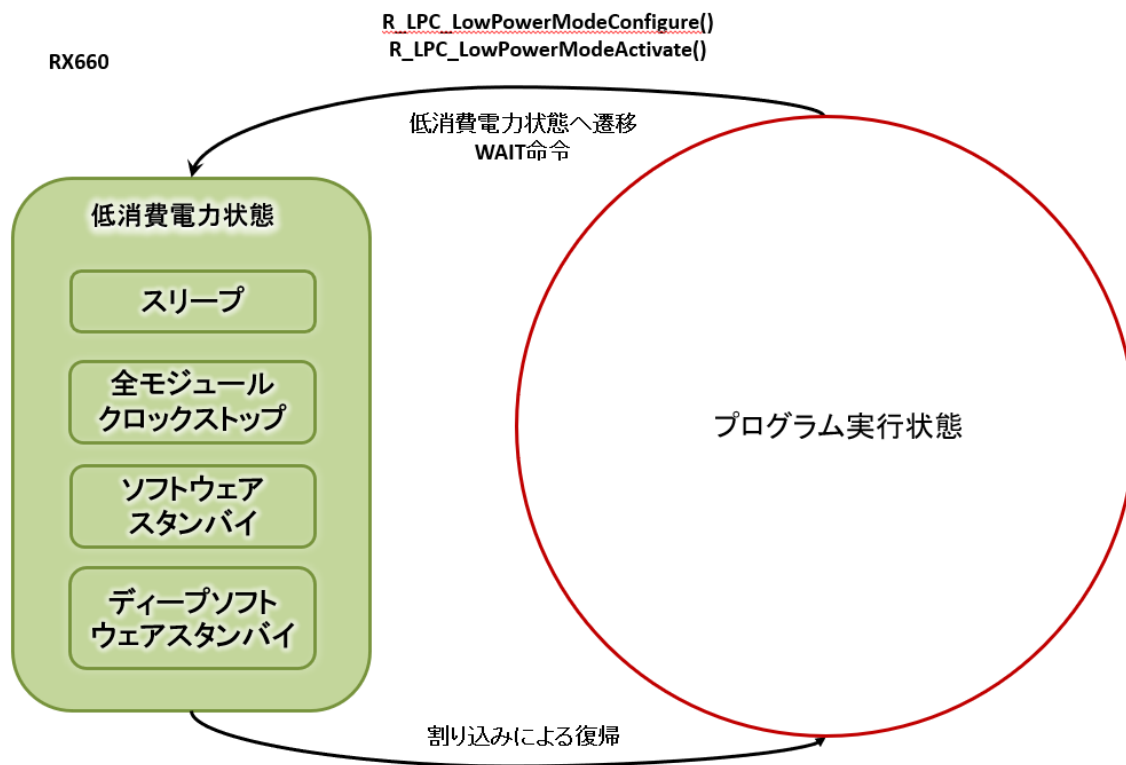 R_LPC_LowPowerModeConfigure()
R_LPC_LowPowerModeActivate()
RX660
低消費電力状態へ遷移
WAIT命令
低消費電力状態
スリープ
全モジュール
クロックストップ
ソフトウェア
スタンバイ
ディープソフト
ウェアスタンバイ
プログラム実行状態
割り込みによる復帰